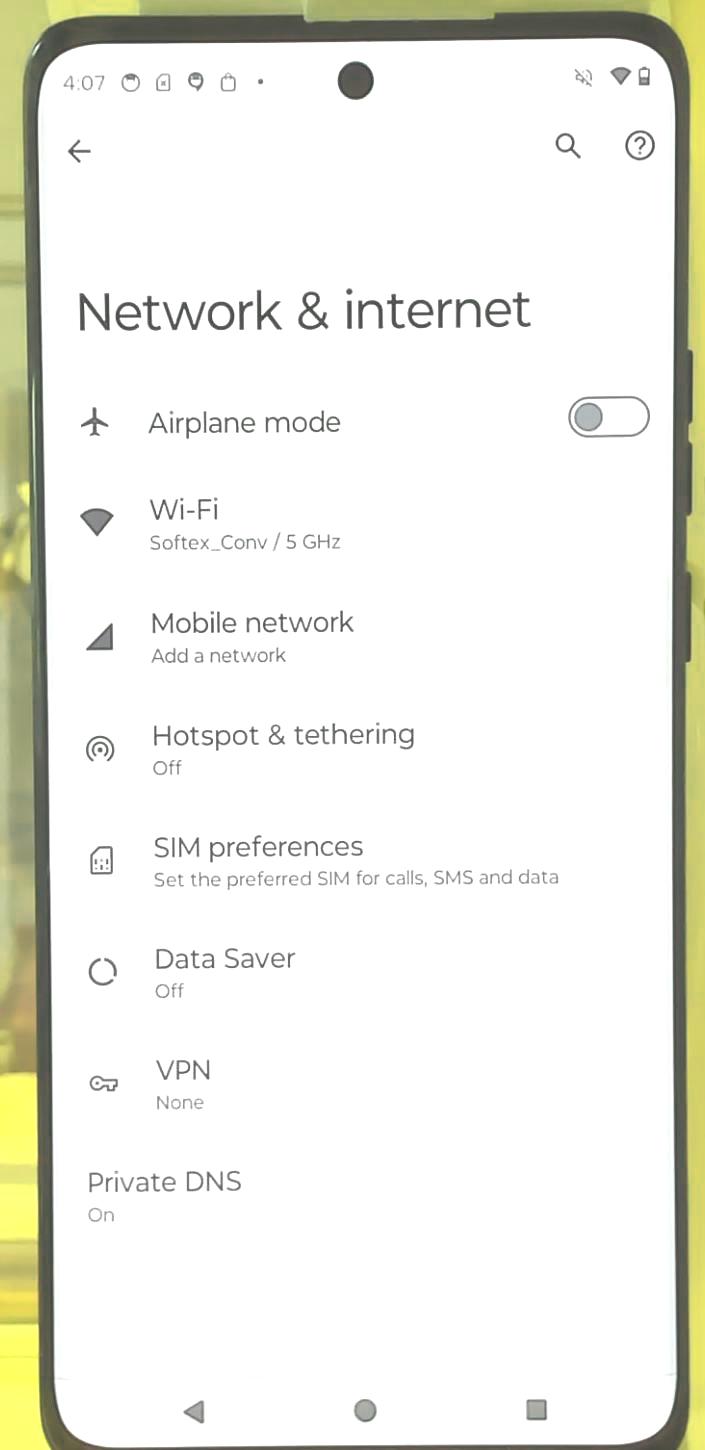 4:07
Network & internet
Airplane mode
Wi-Fi
Softex_Conv / 5 GHz
Mobile network
Add a network
Hotspot & tethering
Off
SIM preferences
Set the preferred SIM for calls, SMS and data
Data Saver
Off
VPN
None
Private DNS
On